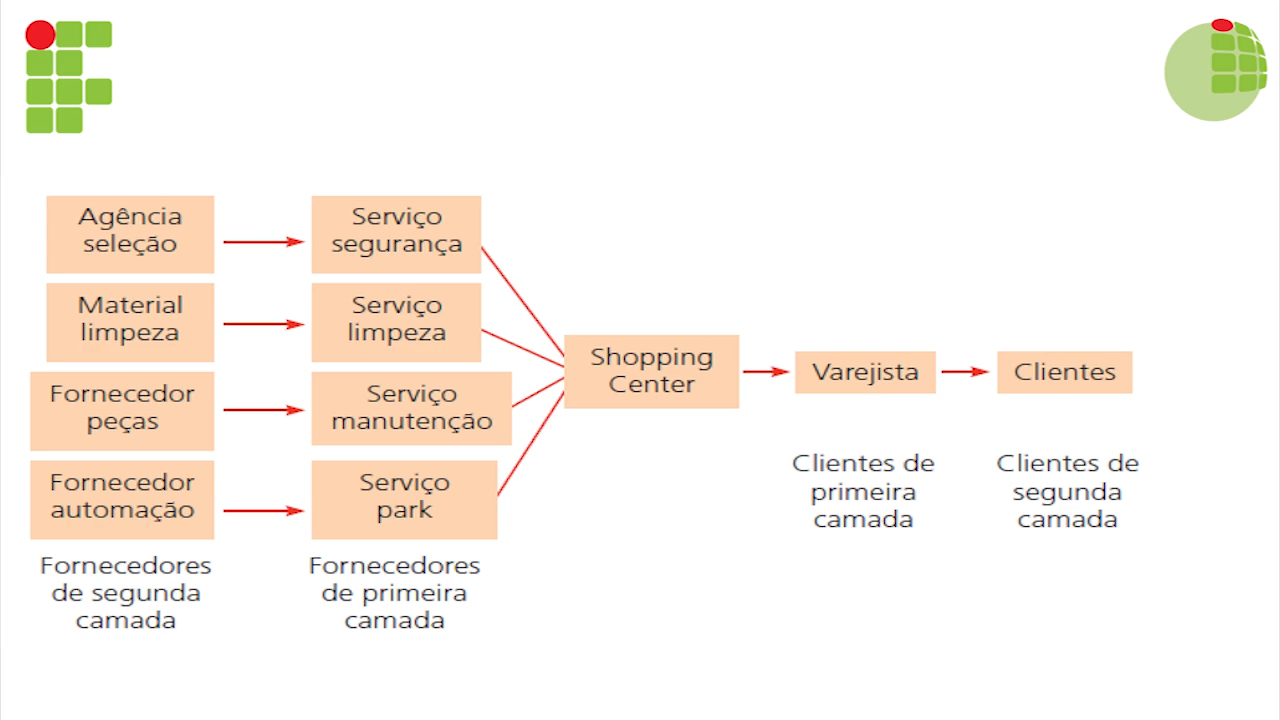 Agência
seleção
Serviço
segurança
Material
limpeza
Serviço
limpeza
Fornecedor
peças
Serviço
manutenção
Fornecedor
automação
Serviço
park
Shopping
Center
Varejista
Clientes
Clientes de
primeira
camada
Clientes de
segunda
camada
Fornecedores
de segunda
camada
Fornecedores
de primeira
camada